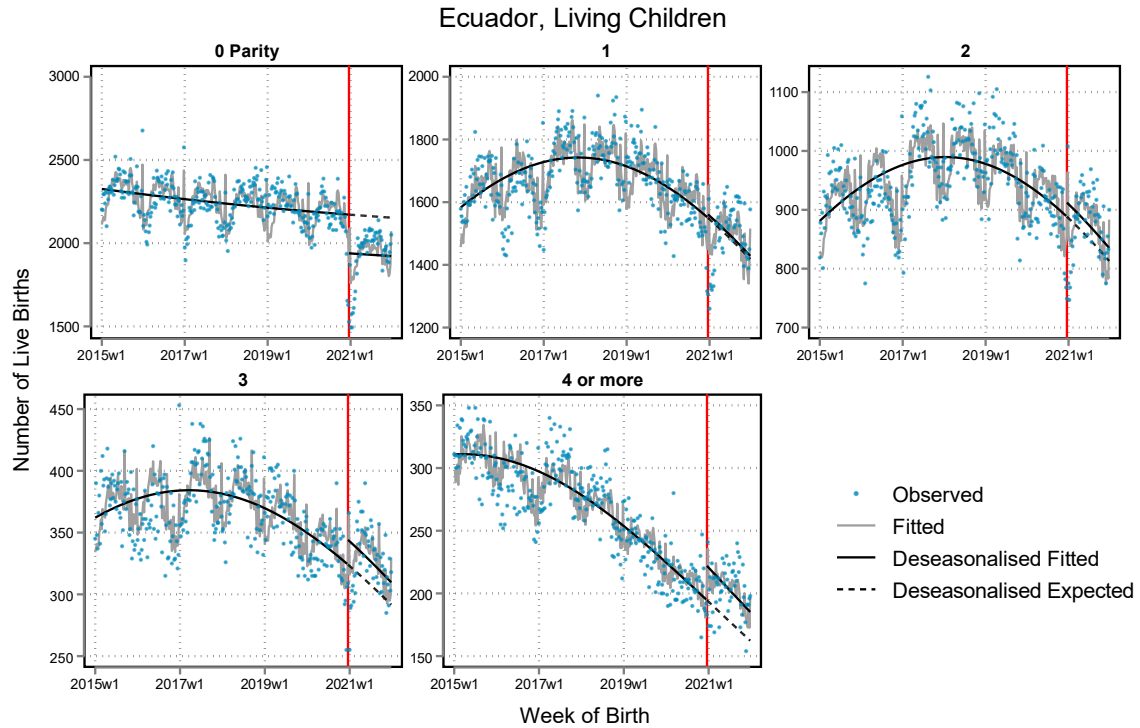 Ecuador, Living Children
Number of Live Births
0 Parity
3000
2500
2000
1500
2015w1 2017w1 2019w1 2021w1
1
2000
1800
1600
1400
1200
2015w1 2017w1 2019w1 2021w1
2
1100
1000
900
800
700
2015w1 2017w1 2019w1 2021w1
3
450
400
350
300
250
2015w1 2017w1 2019w1 2021w1
4 or more
350
300
250
200
150
2015w1 2017w1 2019w1 2021w1
Observed
Fitted
Deseasonalised Fitted
Deseasonalised Expected
Week of Birth